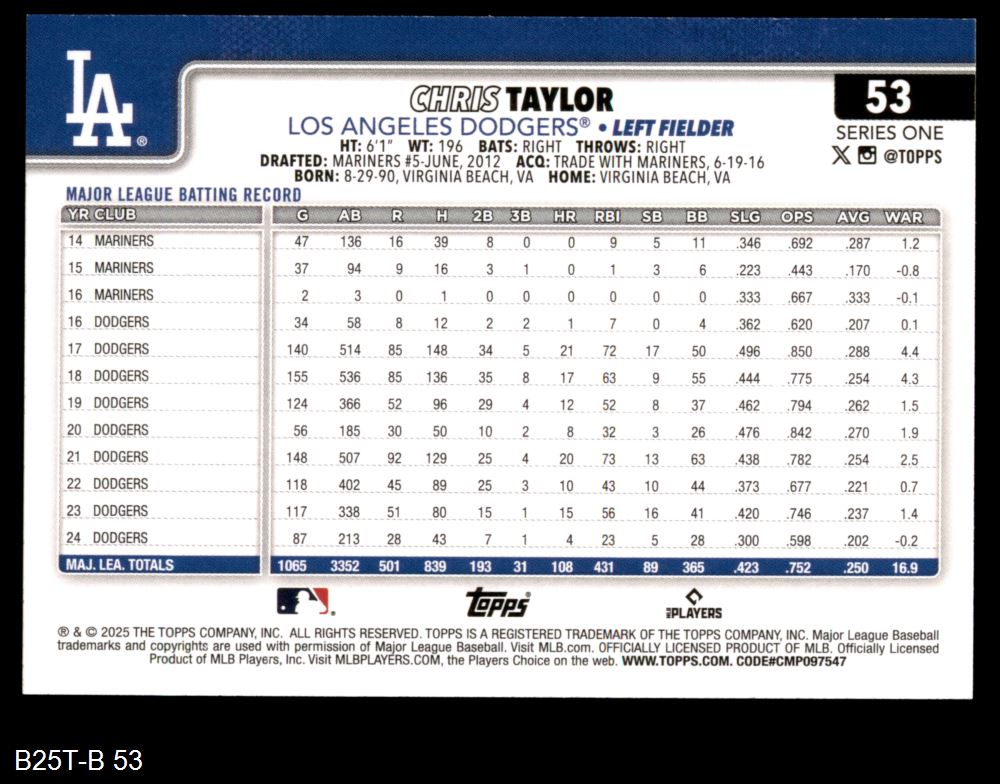 LA ®
CHRIS TAYLOR
53
LOS ANGELES DODGERS® • LEFT FIELDER
SERIES ONE
HT: 6'1" WT: 196 BATS: RIGHT THROWS: RIGHT
@TOPPS
DRAFTED: MARINERS #5-JUNE, 2012 ACQ: TRADE WITH MARINERS, 6-19-16
BORN: 8-29-90, VIRGINIA BEACH, VA HOME: VIRGINIA BEACH, VA
MAJOR LEAGUE BATTING RECORD
YR CLUB G AB R H 2B 3B HR RBI SB BB SLG OPS AVG WAR
14 MARINERS 47 136 16 39 8 0 0 9 5 11 .346 .692 .287 1.2
15 MARINERS 37 94 9 16 3 1 0 1 3 6 .223 .443 .170 -0.8
16 MARINERS 2 3 0 1 0 0 0 0 0 0 .333 .667 .333 -0.1
16 DODGERS 34 58 8 12 2 2 1 7 0 4 .362 .620 .207 0.1
17 DODGERS 140 514 85 148 34 5 21 72 17 50 .496 .850 .288 4.4
18 DODGERS 155 536 85 136 35 8 17 63 9 55 .444 .775 .254 4.3
19 DODGERS 124 366 52 96 29 4 12 52 8 37 .462 .794 .262 1.5
20 DODGERS 56 185 30 50 10 2 8 32 3 26 .476 .842 .270 1.9
21 DODGERS 148 507 92 129 25 4 20 73 13 63 .438 .782 .254 2.5
22 DODGERS 118 402 45 89 25 3 10 43 10 44 .373 .677 .221 0.7
23 DODGERS 117 338 51 80 15 1 15 56 16 41 .420 .746 .237 1.4
24 DODGERS 87 213 28 43 7 1 4 23 5 28 .300 .598 .202 -0.2
MAJ. LEA. TOTALS 1065 3352 501 839 193 31 108 431 89 365 .423 .752 .250 16.9
Topps® MLB PLAYERS
® & © 2025 THE TOPPS COMPANY, INC. ALL RIGHTS RESERVED. TOPPS IS A REGISTERED TRADEMARK OF THE TOPPS COMPANY, INC. Major League Baseball
trademarks and copyrights are used with permission of Major League Baseball. Visit MLB.com. OFFICIALLY LICENSED PRODUCT OF MLB. Officially Licensed
Product of MLB Players, Inc. Visit MLBPLAYERS.COM, the Players Choice on the web. WWW.TOPPS.COM. CODE#CMP097547
B25T-B 53